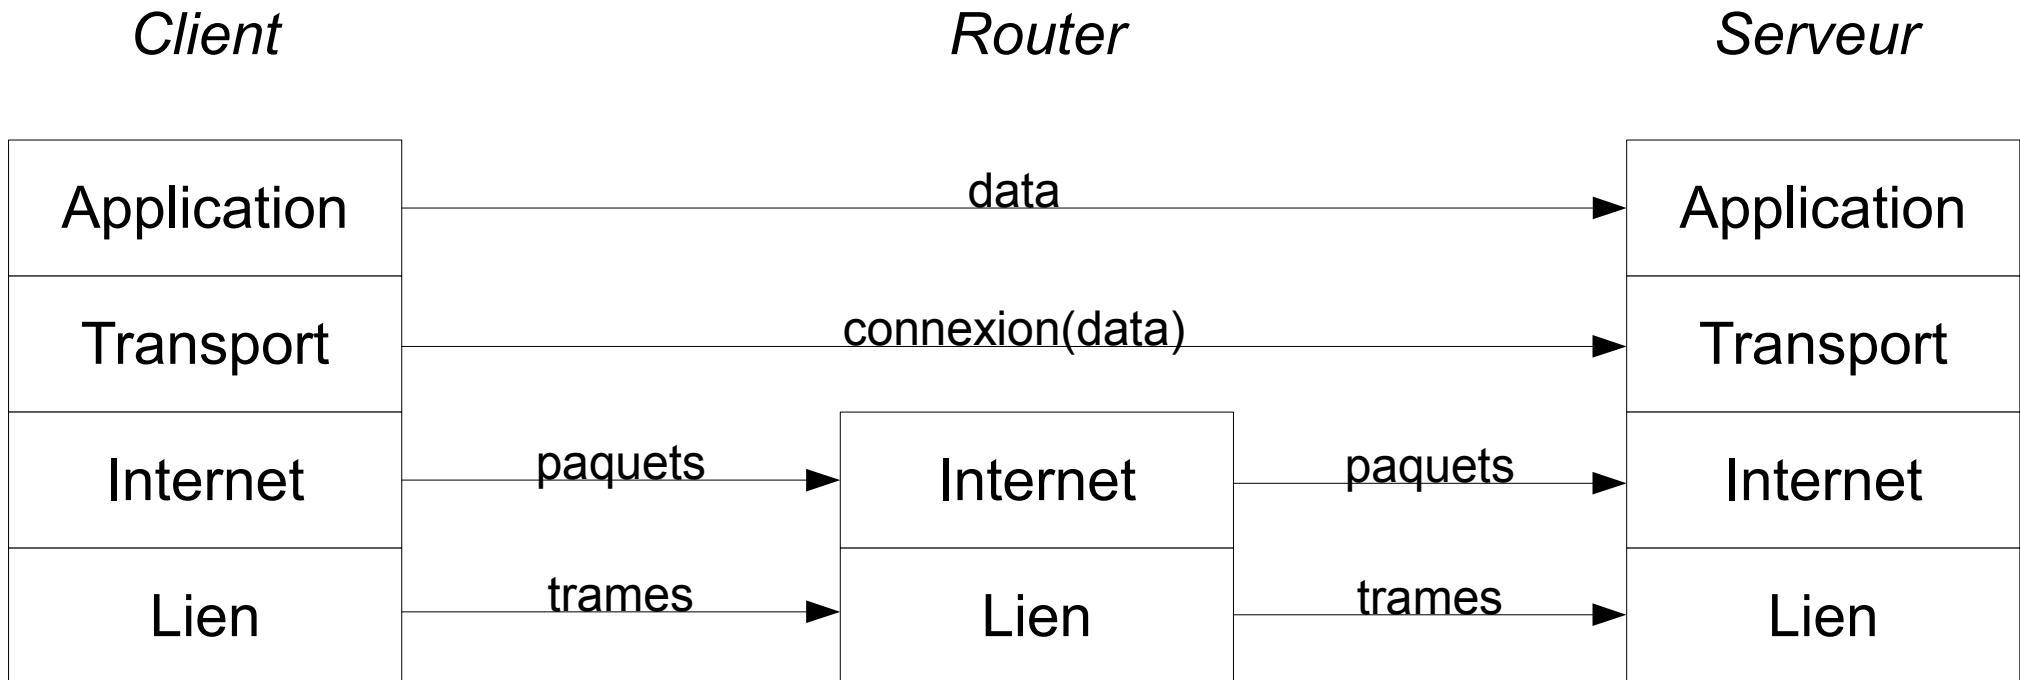 Client Router Serveur
Application data Application
Transport connexion(data) Transport
Internet paquets Internet paquets Internet
Lien trames Lien trames Lien